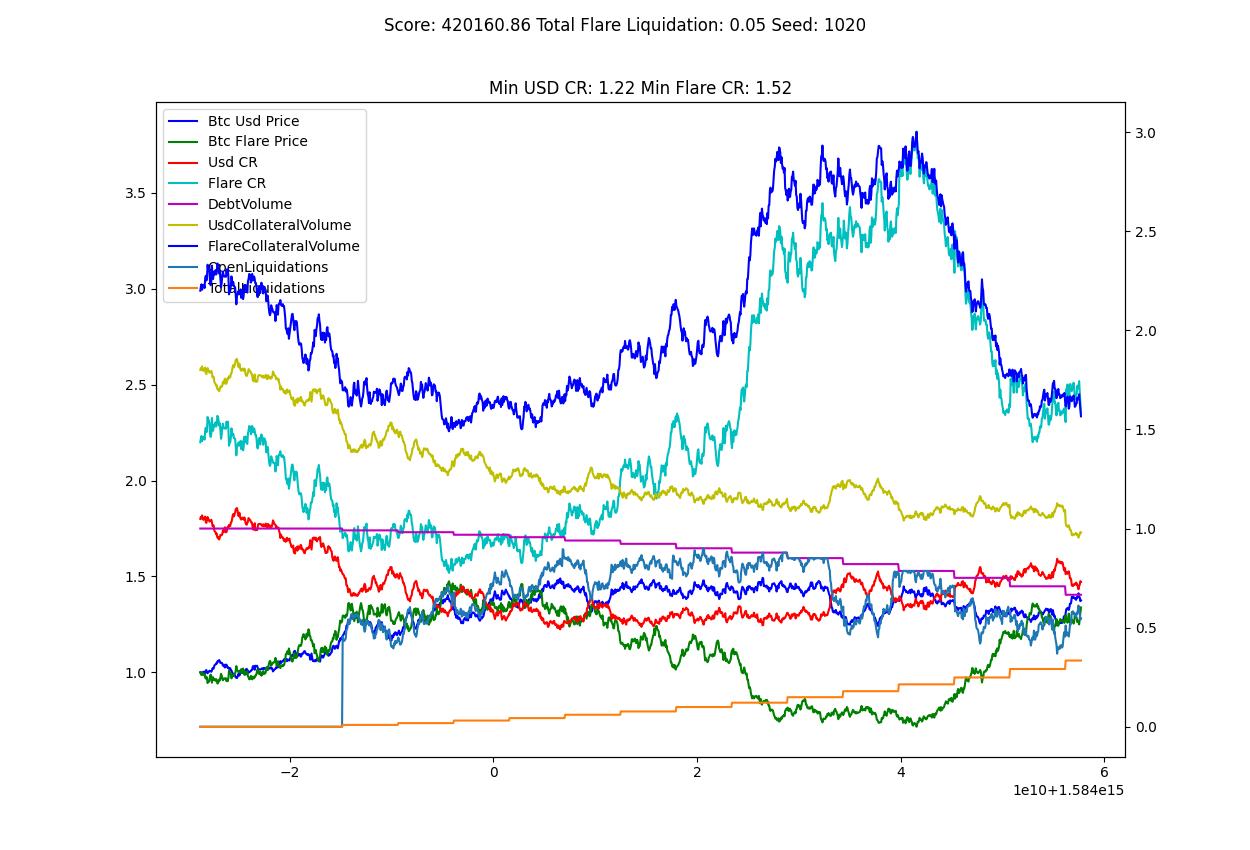 Score: 420160.86 Total Flare Liquidation: 0.05 Seed: 1020
Min USD CR: 1.22 Min Flare CR: 1.52
Btc Usd Price
Btc Flare Price
Usd CR
Flare CR
DebtVolume
UsdCollateralVolume
FlareCollateralVolume
OpenLiquidations
TotalLiquidations
3.5
3.0
2.5
2.0
1.5
1.0
3.0
2.5
2.0
1.5
1.0
0.5
0.0
−2
0
2
4
6
1e10+1.584e15